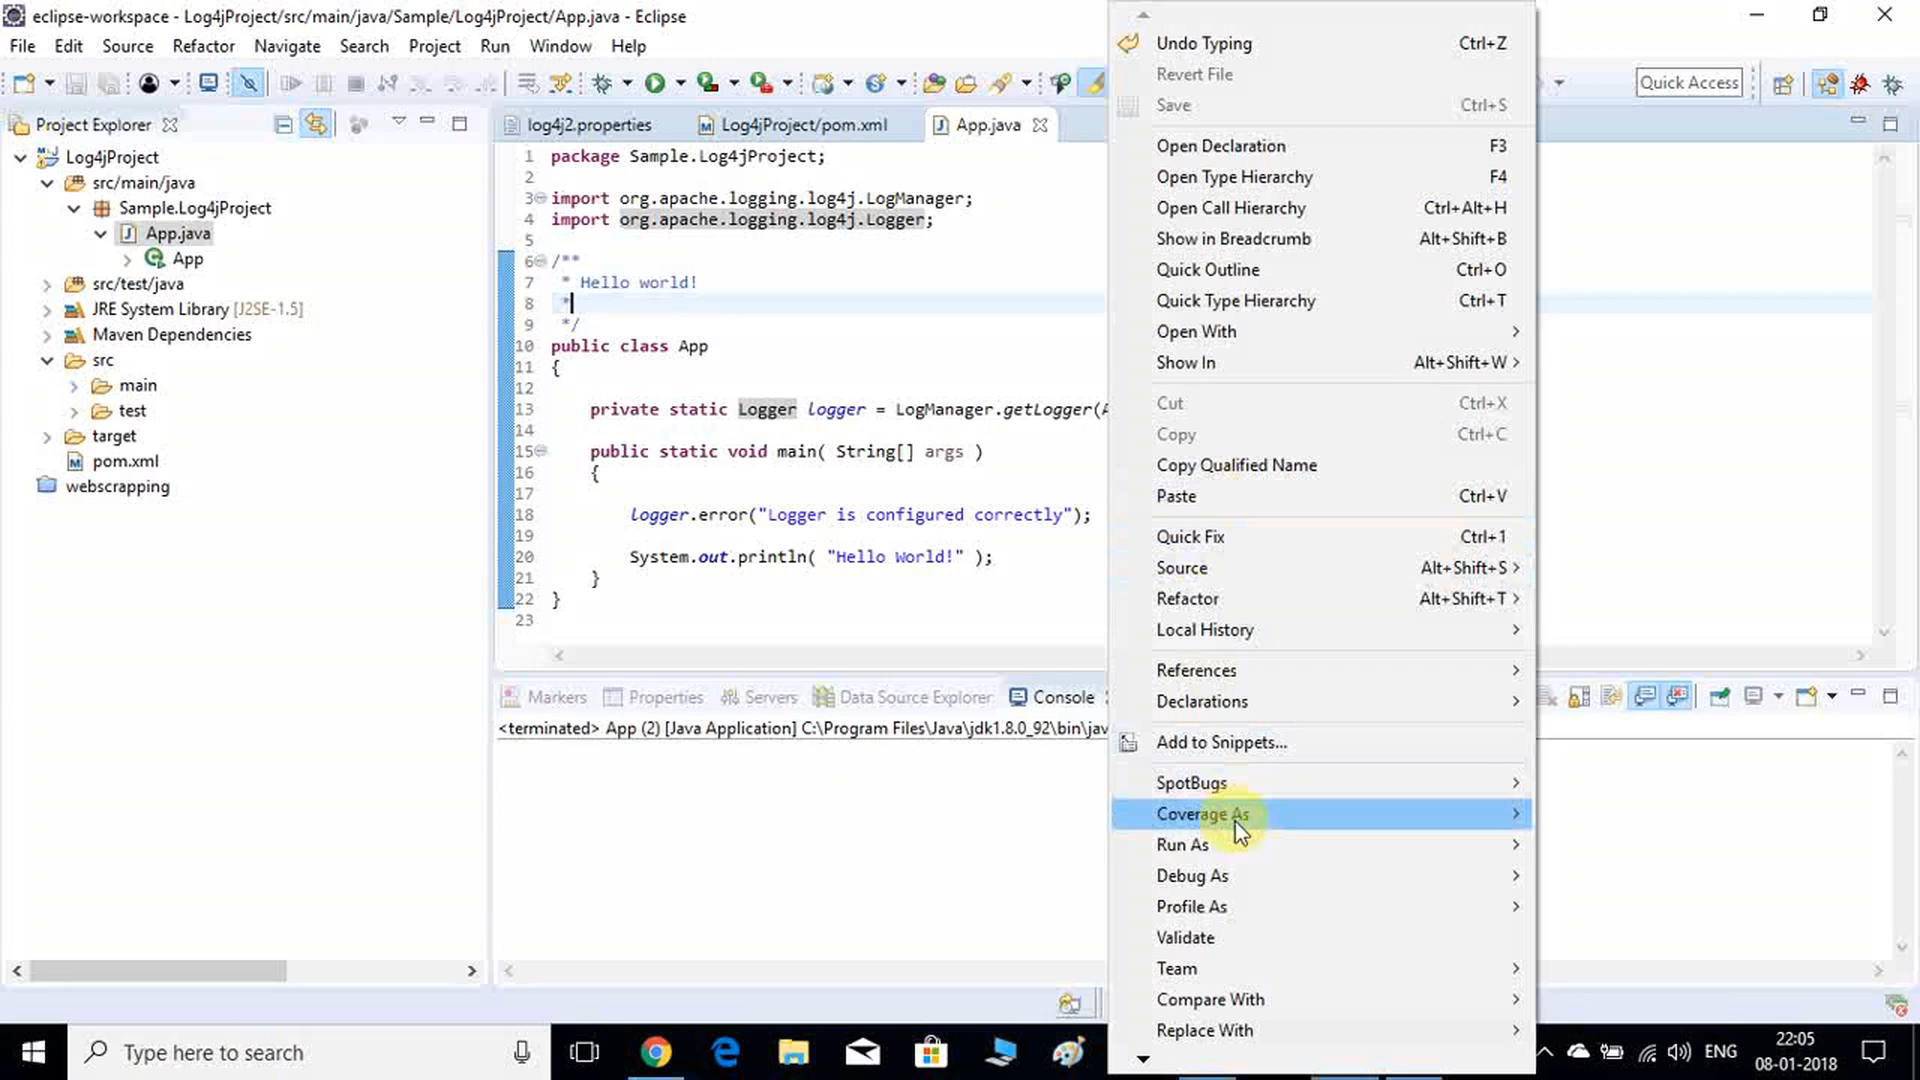 eclipse-workspace - Log4jProject/src/main/java/Sample/Log4jProject/App.java - Eclipse
File Edit Source Refactor Navigate Search Project Run Window Help
Quick Access
Project Explorer
Log4jProject
src/main/java
Sample.Log4jProject
App.java
App
src/test/java
JRE System Library [J2SE-1.5]
Maven Dependencies
src
main
test
target
pom.xml
webscrapping
log4j2.properties
Log4jProject/pom.xml
App.java
1 package Sample.Log4jProject;
2
3 import org.apache.logging.log4j.LogManager;
4 import org.apache.logging.log4j.Logger;
5
6 /**
7 * Hello world!
8 *
9 */
10 public class App
11 {
12
13 private static Logger logger = LogManager.getLogger(
14
15 public static void main( String[] args )
16 {
17
18 logger.error("Logger is configured correctly");
19
20 System.out.println( "Hello World!" );
21 }
22 }
23
Markers Properties Servers Data Source Explorer Console
<terminated> App (2) [Java Application] C:\Program Files\Java\jdk1.8.0_92\bin\jav
Undo Typing Ctrl+Z
Revert File
Save Ctrl+S
Open Declaration F3
Open Type Hierarchy F4
Open Call Hierarchy Ctrl+Alt+H
Show in Breadcrumb Alt+Shift+B
Quick Outline Ctrl+O
Quick Type Hierarchy Ctrl+T
Open With
Show In Alt+Shift+W
Cut Ctrl+X
Copy Ctrl+C
Copy Qualified Name
Paste Ctrl+V
Quick Fix Ctrl+1
Source Alt+Shift+S
Refactor Alt+Shift+T
Local History
References
Declarations
Add to Snippets...
SpotBugs
Coverage As
Run As
Debug As
Profile As
Validate
Team
Compare With
Replace With
Type here to search
ENG
22:05
08-01-2018